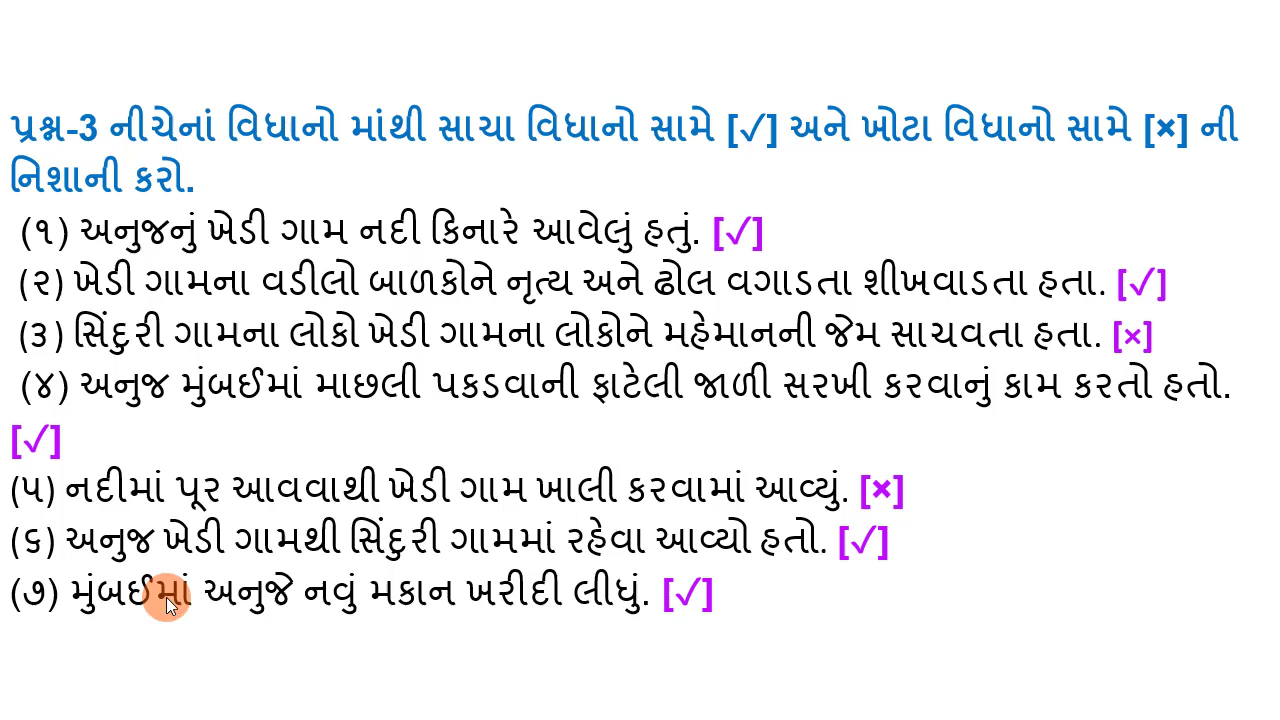 પ્રશ્ન-3 નીચેનાં વિધાનો માંથી સાચા વિધાનો સામે [✓] અને ખોટા વિધાનો સામે [×] ની
નિશાની કરો.
(૧) અનુજનું ખેડી ગામ નદી કિનારે આવેલું હતું. [✓]
(૨) ખેડી ગામના વડીલો બાળકોને નૃત્ય અને ઢોલ વગાડતા શીખવાડતા હતા. [✓]
(૩) સિંદુરી ગામના લોકો ખેડી ગામના લોકોને મહેમાનની જેમ સાચવતા હતા. [×]
(૪) અનુજ મુંબઈમાં માછલી પકડવાની ફાટેલી જાળી સરખી કરવાનું કામ કરતો હતો.
[✓]
(૫) નદીમાં પૂર આવવાથી ખેડી ગામ ખાલી કરવામાં આવ્યું. [×]
(૬) અનુજ ખેડી ગામથી સિંદુરી ગામમાં રહેવા આવ્યો હતો. [✓]
(૭) મુંબઈમાં અનુજે નવું મકાન ખરીદી લીધું. [✓]